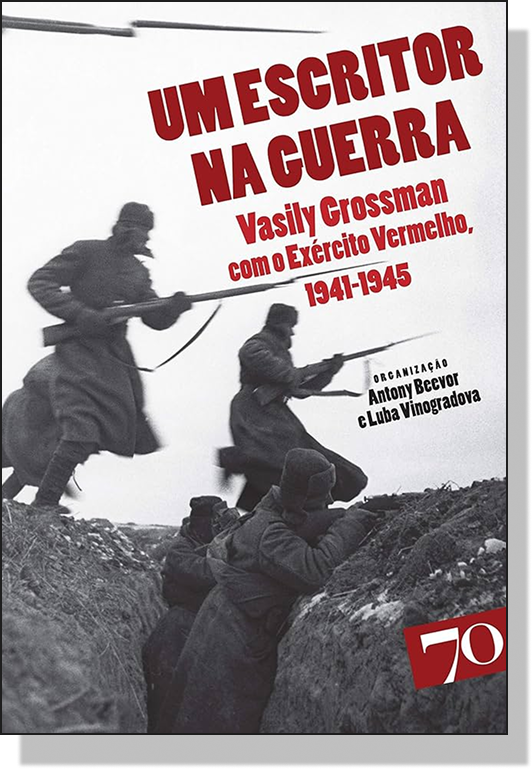 UM ESCRITOR
NA GUERRA
Vasily Grossman
com o Exército Vermelho,
1941-1945
ORGANIZAÇÃO
Antony Beevor
e Luba Vinogradova
70